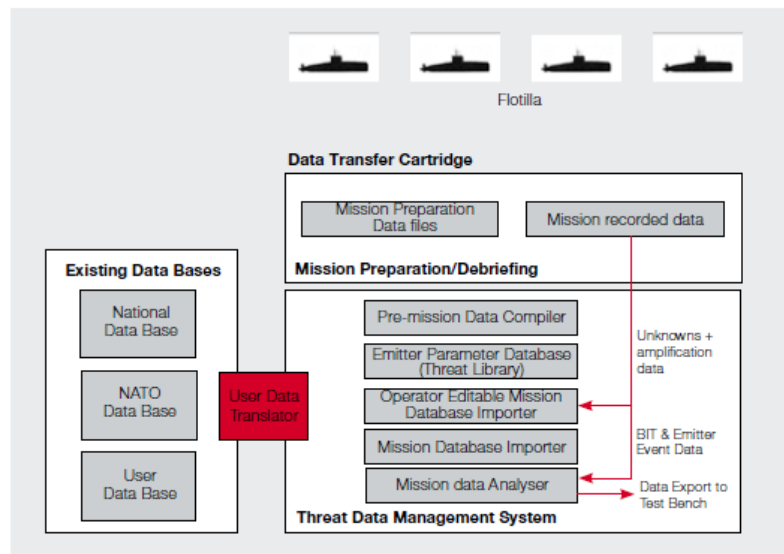 Flotilla
Data Transfer Cartridge
Mission Preparation
Data files
Mission recorded data
Mission Preparation/Debriefing
Existing Data Bases
National
Data Base
NATO
Data Base
User
Data Base
User Data
Translator
Pre-mission Data Compiler
Emitter Parameter Database
(Threat Library)
Operator Editable Mission
Database Importer
Mission Database Importer
Mission data Analyser
Threat Data Management System
Unknowns +
amplification
data
BIT & Emitter
Event Data
Data Export to
Test Bench